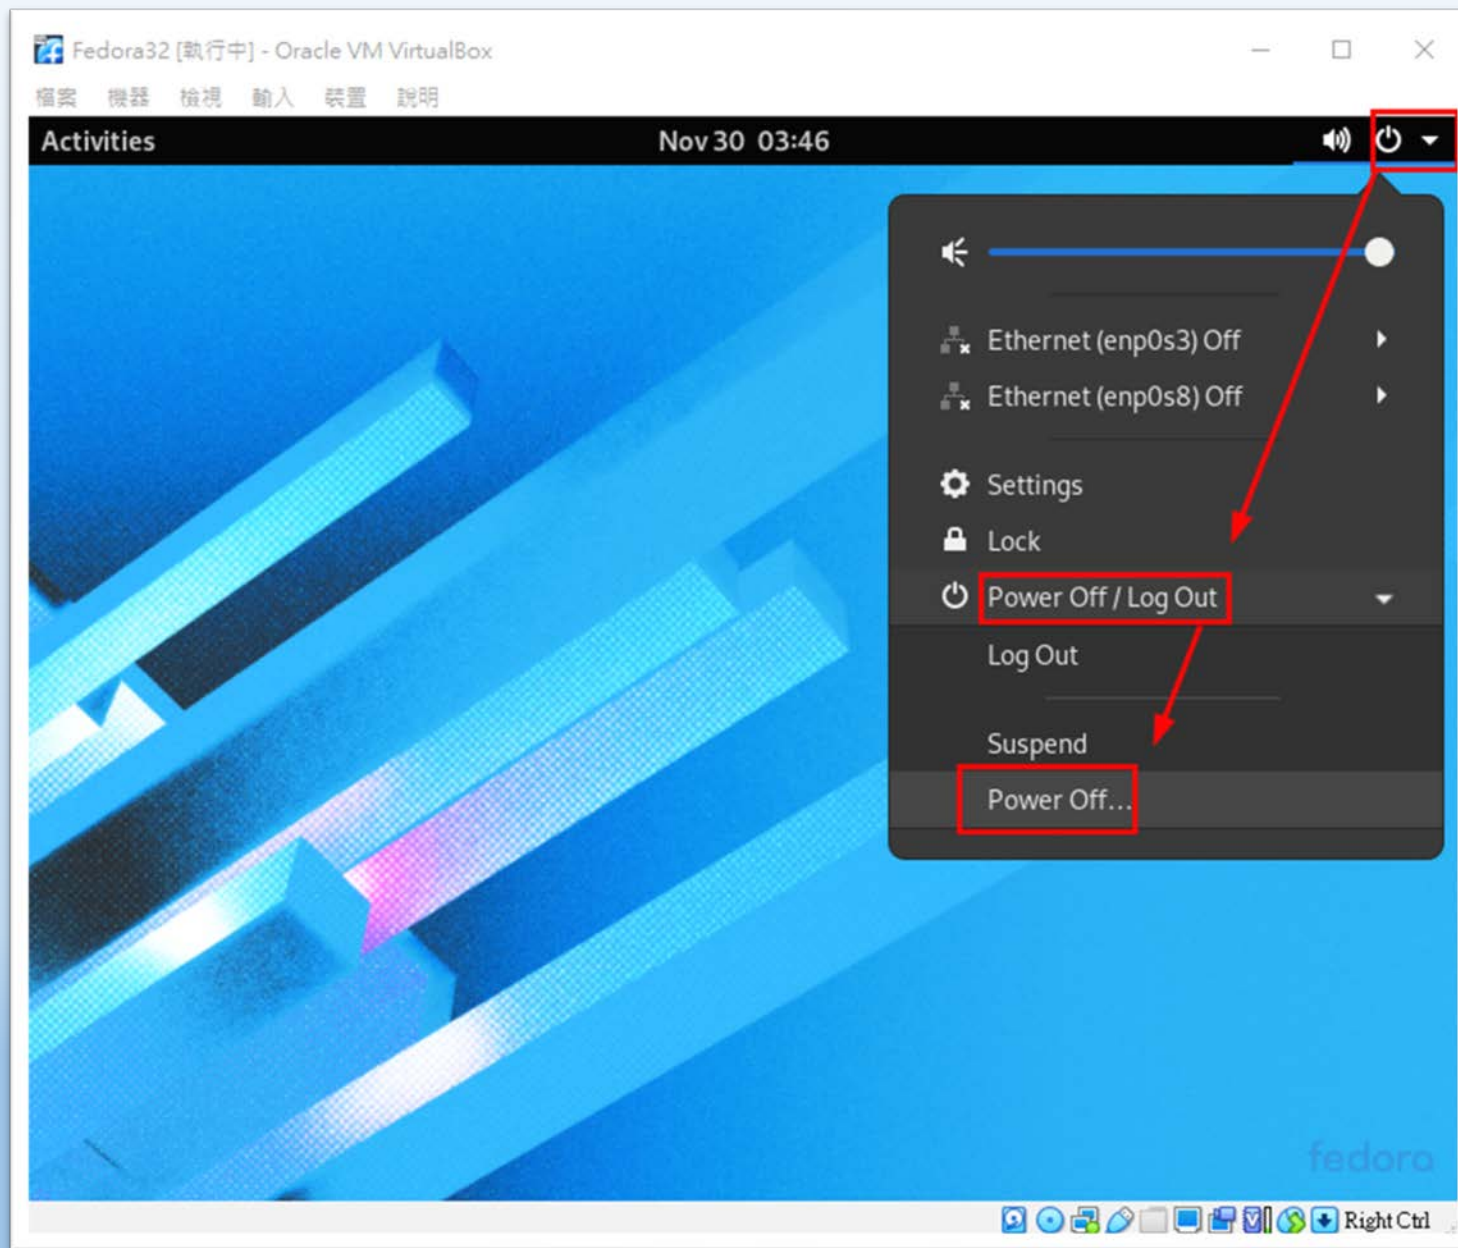 Fedora32 [執行中] - Oracle VM VirtualBox
檔案 機器 檢視 輸入 裝置 說明
Activities Nov 30 03:46
Ethernet (enp0s3) Off
Ethernet (enp0s8) Off
Settings
Lock
Power Off / Log Out
Log Out
Suspend
Power Off...
fedora
Right Ctrl